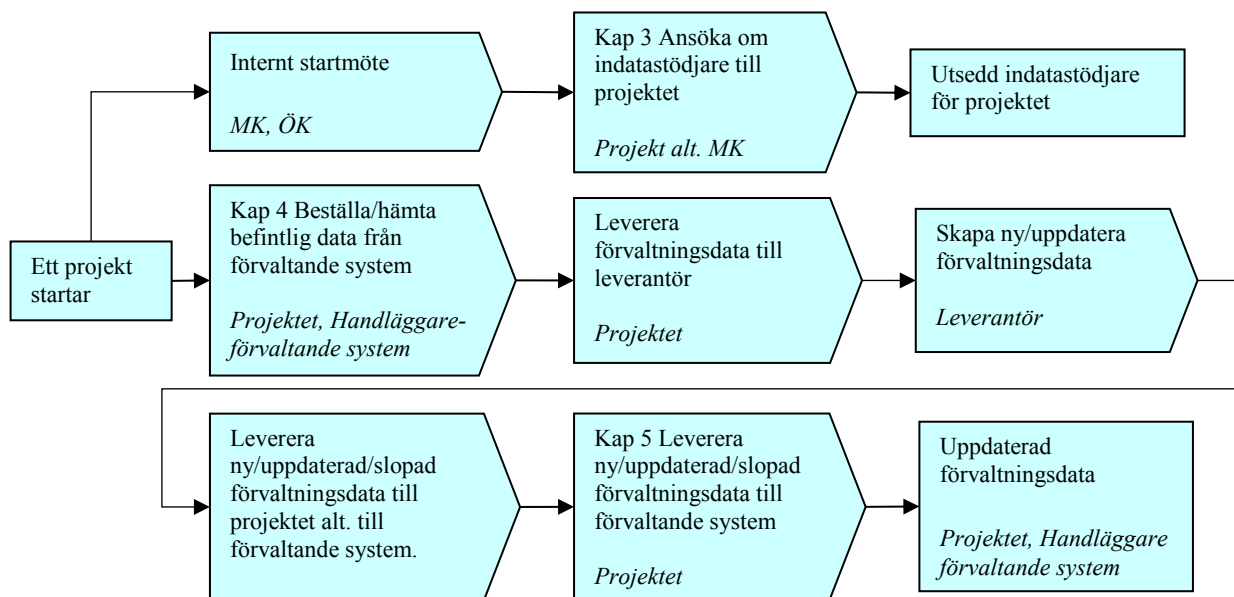 Internt startmöte
MK, ÖK
Kap 3 Ansöka om
indatastödjare till
projektet
Projekt alt. MK
Utsedd indatastödjare
för projektet
Ett projekt
startar
Kap 4 Beställa/hämta
befintlig data från
förvaltande system
Projektet, Handläggare-
förvaltande system
Leverera
förvaltningsdata till
leverantör
Projektet
Skapa ny/uppdatera
förvaltningsdata
Leverantör
Leverera
ny/uppdaterad/slopad
förvaltningsdata till
projektet alt. till
förvaltande system.
Kap 5 Leverera
ny/uppdaterad/slopad
förvaltningsdata till
förvaltande system
Projektet
Uppdaterad
förvaltningsdata
Projektet, Handläggare
förvaltande system